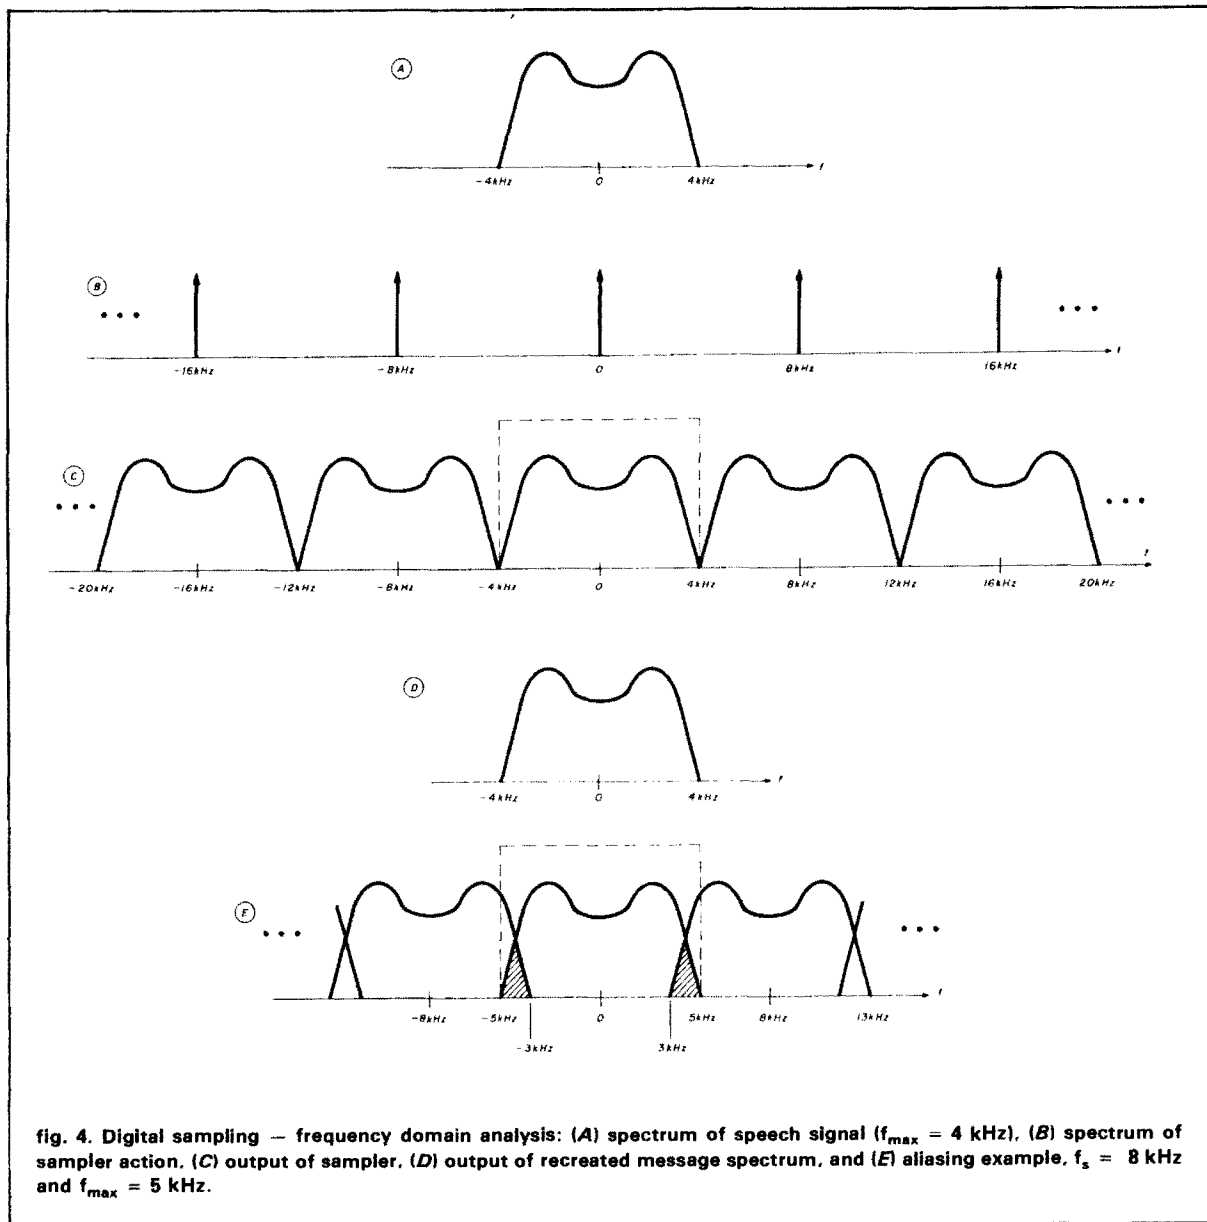 A
f
-4kHz 0 4kHz
B
f
-16kHz -8kHz 0 8kHz 16kHz
C
f
-20kHz -16kHz -12kHz -8kHz -4kHz 0 4kHz 8kHz 12kHz 16kHz 20kHz
D
f
-4kHz 0 4kHz
E
f
-8kHz -5kHz 0 5kHz 8kHz 13kHz
-3kHz 3kHz
fig. 4. Digital sampling — frequency domain analysis: (A) spectrum of speech signal (fmax = 4 kHz), (B) spectrum of
sampler action, (C) output of sampler, (D) output of recreated message spectrum, and (E) aliasing example, fs = 8 kHz
and fmax = 5 kHz.